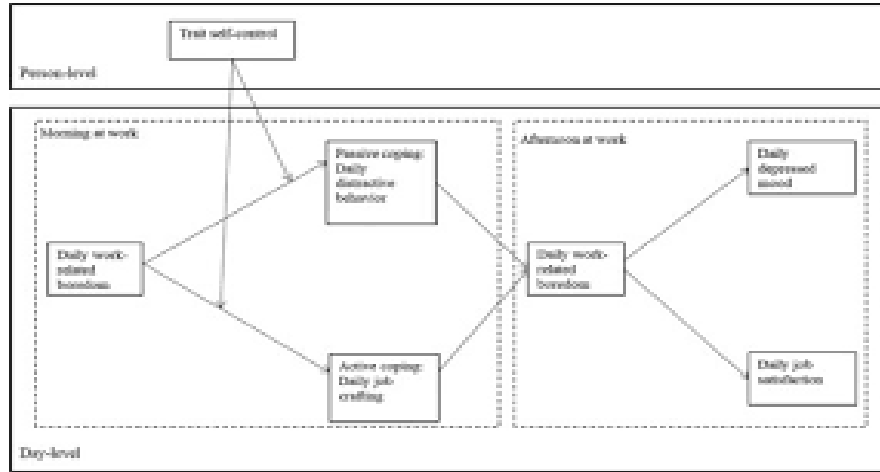 Trait self-control
Person-level
Morning at work
Afternoon at work
Passive coping:
Daily
distractive
behavior
Daily
depressed
mood
Daily work-
related
boredom
Daily work-
related
boredom
Active coping:
Daily job
crafting
Daily job
satisfaction
Day-level